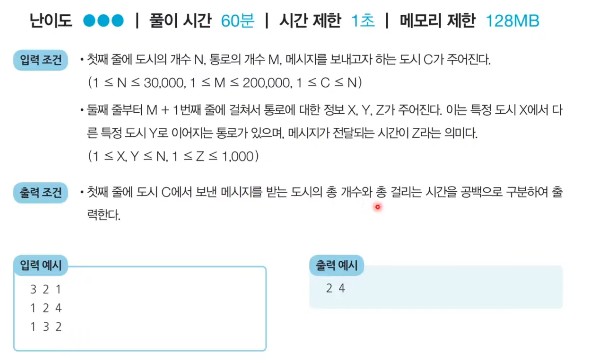 난이도 ●●● | 풀이 시간 60분 | 시간 제한 1초 | 메모리 제한 128MB
입력 조건 • 첫째 줄에 도시의 개수 N, 통로의 개수 M, 메시지를 보내고자 하는 도시 C가 주어진다.
(1 ≤ N ≤ 30,000, 1 ≤ M ≤ 200,000, 1 ≤ C ≤ N)
• 둘째 줄부터 M + 1번째 줄에 걸쳐서 통로에 대한 정보 X, Y, Z가 주어진다. 이는 특정 도시 X에서 다
른 특정 도시 Y로 이어지는 통로가 있으며, 메시지가 전달되는 시간이 Z라는 의미다.
(1 ≤ X, Y ≤ N, 1 ≤ Z ≤ 1,000)
출력 조건 • 첫째 줄에 도시 C에서 보낸 메시지를 받는 도시의 총 개수와 총 걸리는 시간을 공백으로 구분하여 출
력한다.
입력 예시
3 2 1
1 2 4
1 3 2
출력 예시
2 4